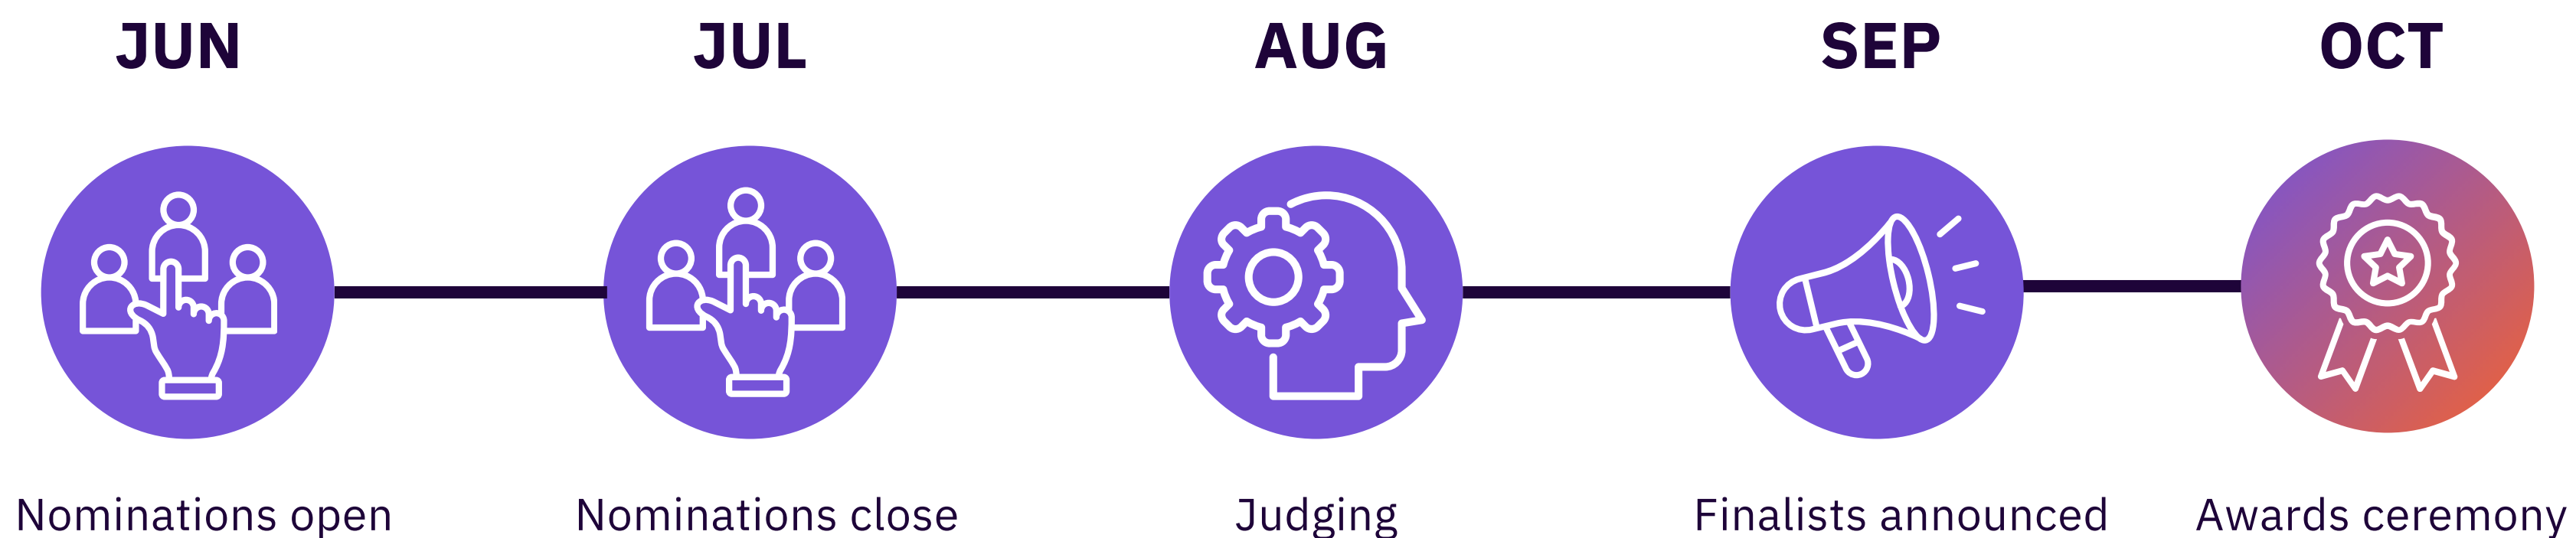 JUN
JUL
AUG
SEP
OCT
Nominations open
Nominations close
Judging
Finalists announced
Awards ceremony